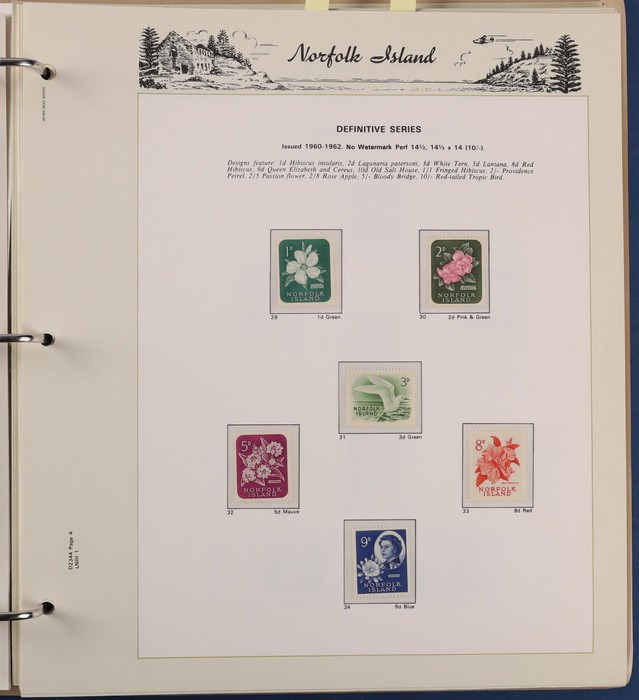 Norfolk Island
DEFINITIVE SERIES
Issued 1960-1962. No Watermark Perf 14½, 14½ x 14 (10/-).
Designs feature: 1d Hibiscus insularis, 2d Lagunaria patersoni, 3d White Tern, 5d Lantana, 8d Red
Hibiscus, 9d Queen Elizabeth and Cereus, 10d Old Salt House, 1/1 Fringed Hibiscus, 2/- Providence
Petrel, 2/5 Passion flower, 2/8 Rose Apple, 5/- Bloody Bridge, 10/- Red-tailed Tropic Bird.
1D
NORFOLK
ISLAND
29 1d Green
2D
NORFOLK
ISLAND
30 2d Pink & Green
3D
NORFOLK
ISLAND
31 3d Green
5D
NORFOLK
ISLAND
32 5d Mauve
8D
NORFOLK
ISLAND
33 8d Red
9D
NORFOLK
ISLAND
34 9d Blue
D2344 Page 4
LNIH 1